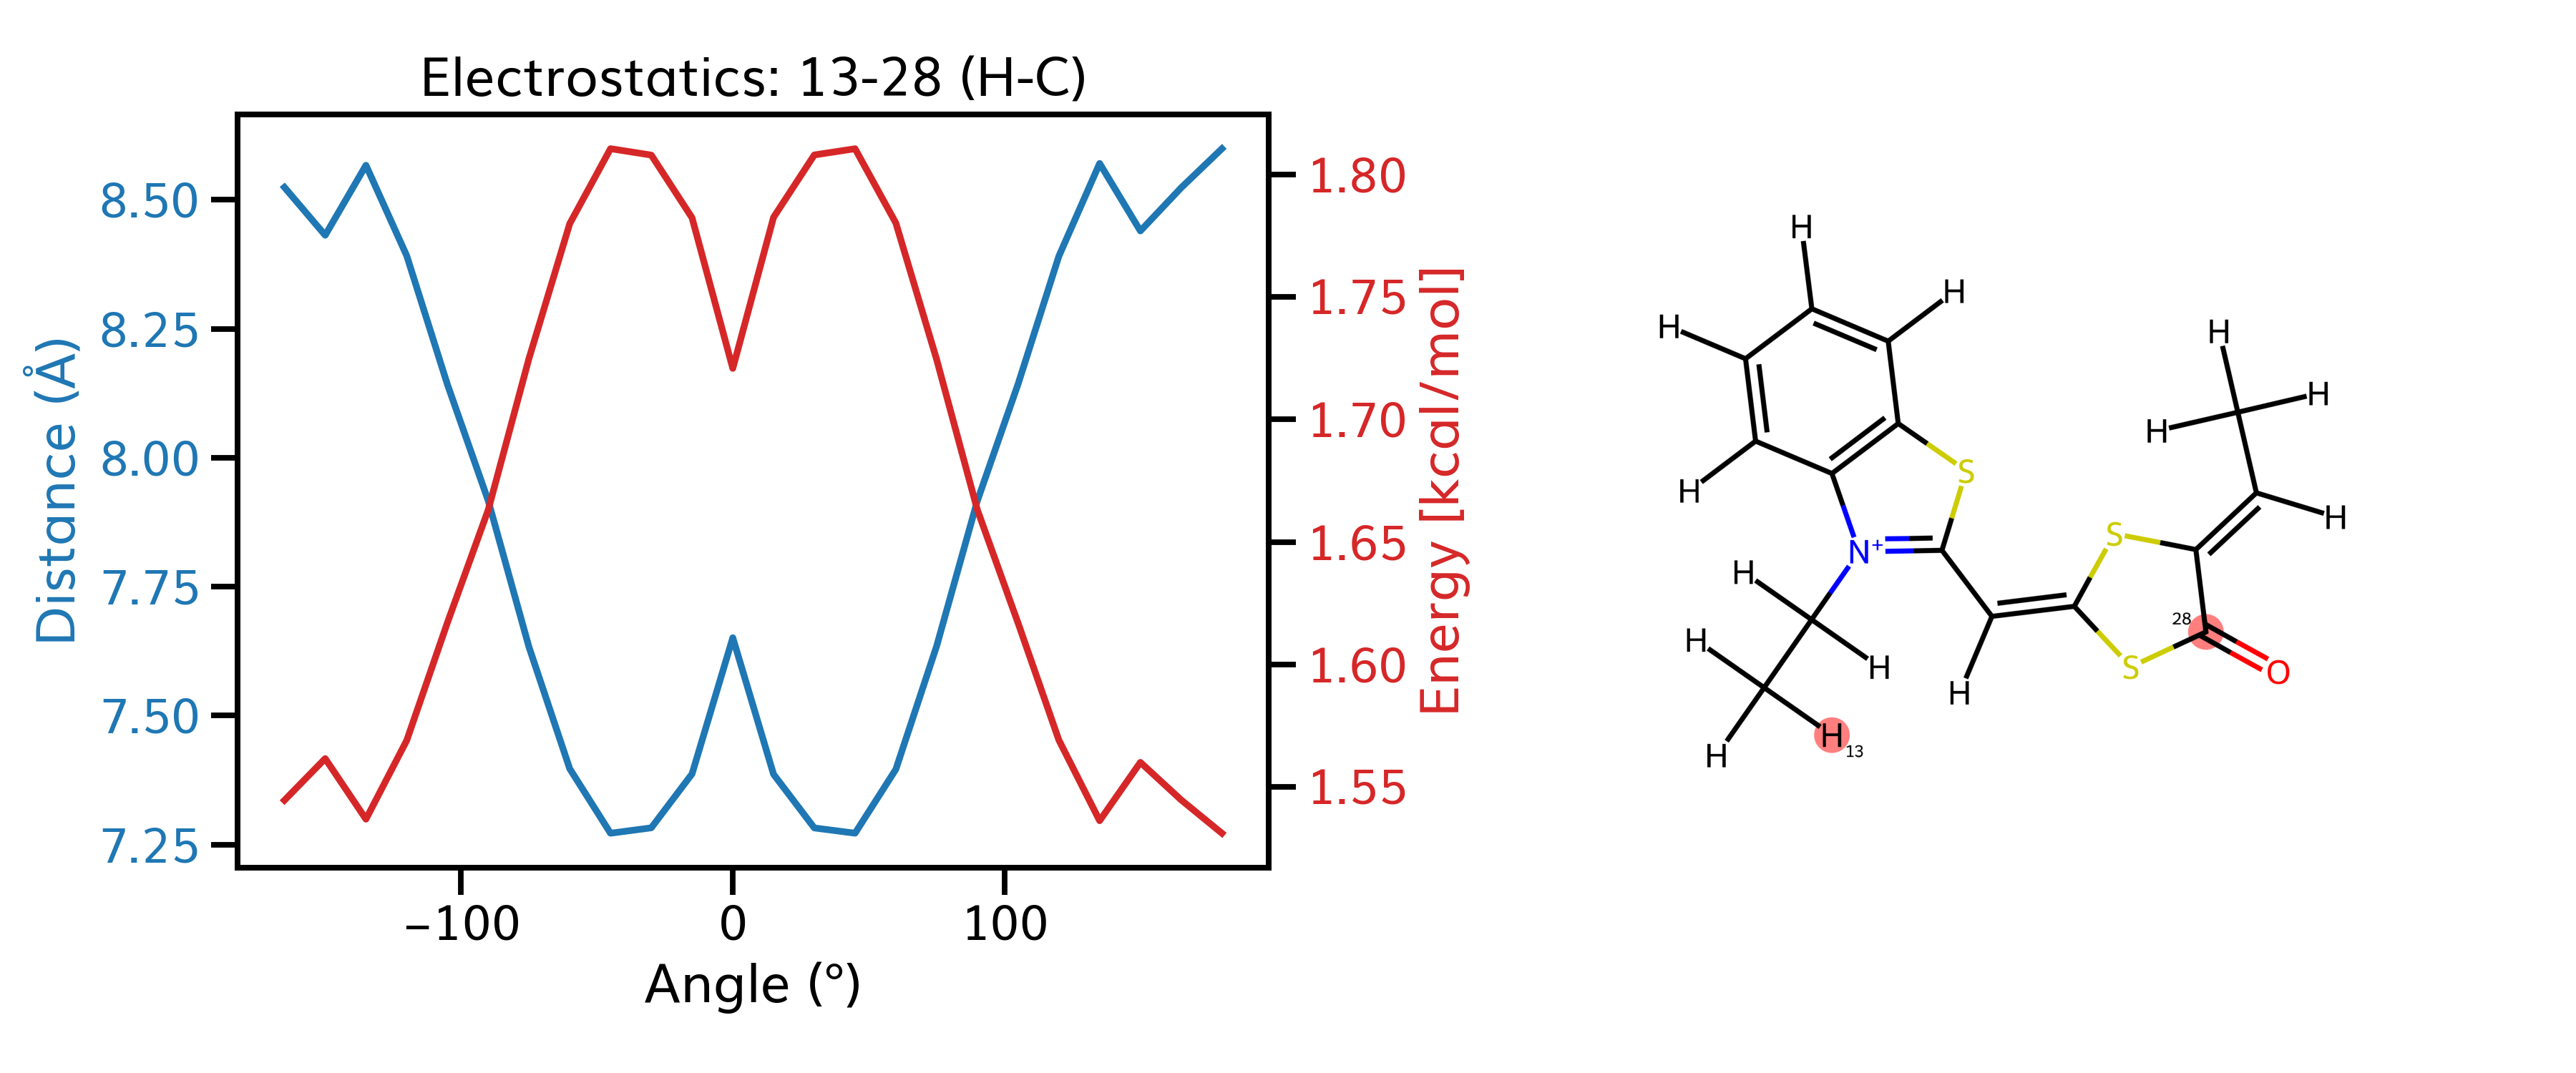 Electrostatics: 13-28 (H-C)
8.50
8.25
8.00
7.75
7.50
7.25
Distance (Å)
−100
0
100
Angle (°)
1.80
1.75
1.70
1.65
1.60
1.55
Energy [kcal/mol]
H
H
H
H
H
H
H
S
H
H
S
N+
H
28
H
H
S
O
H
H
13
H